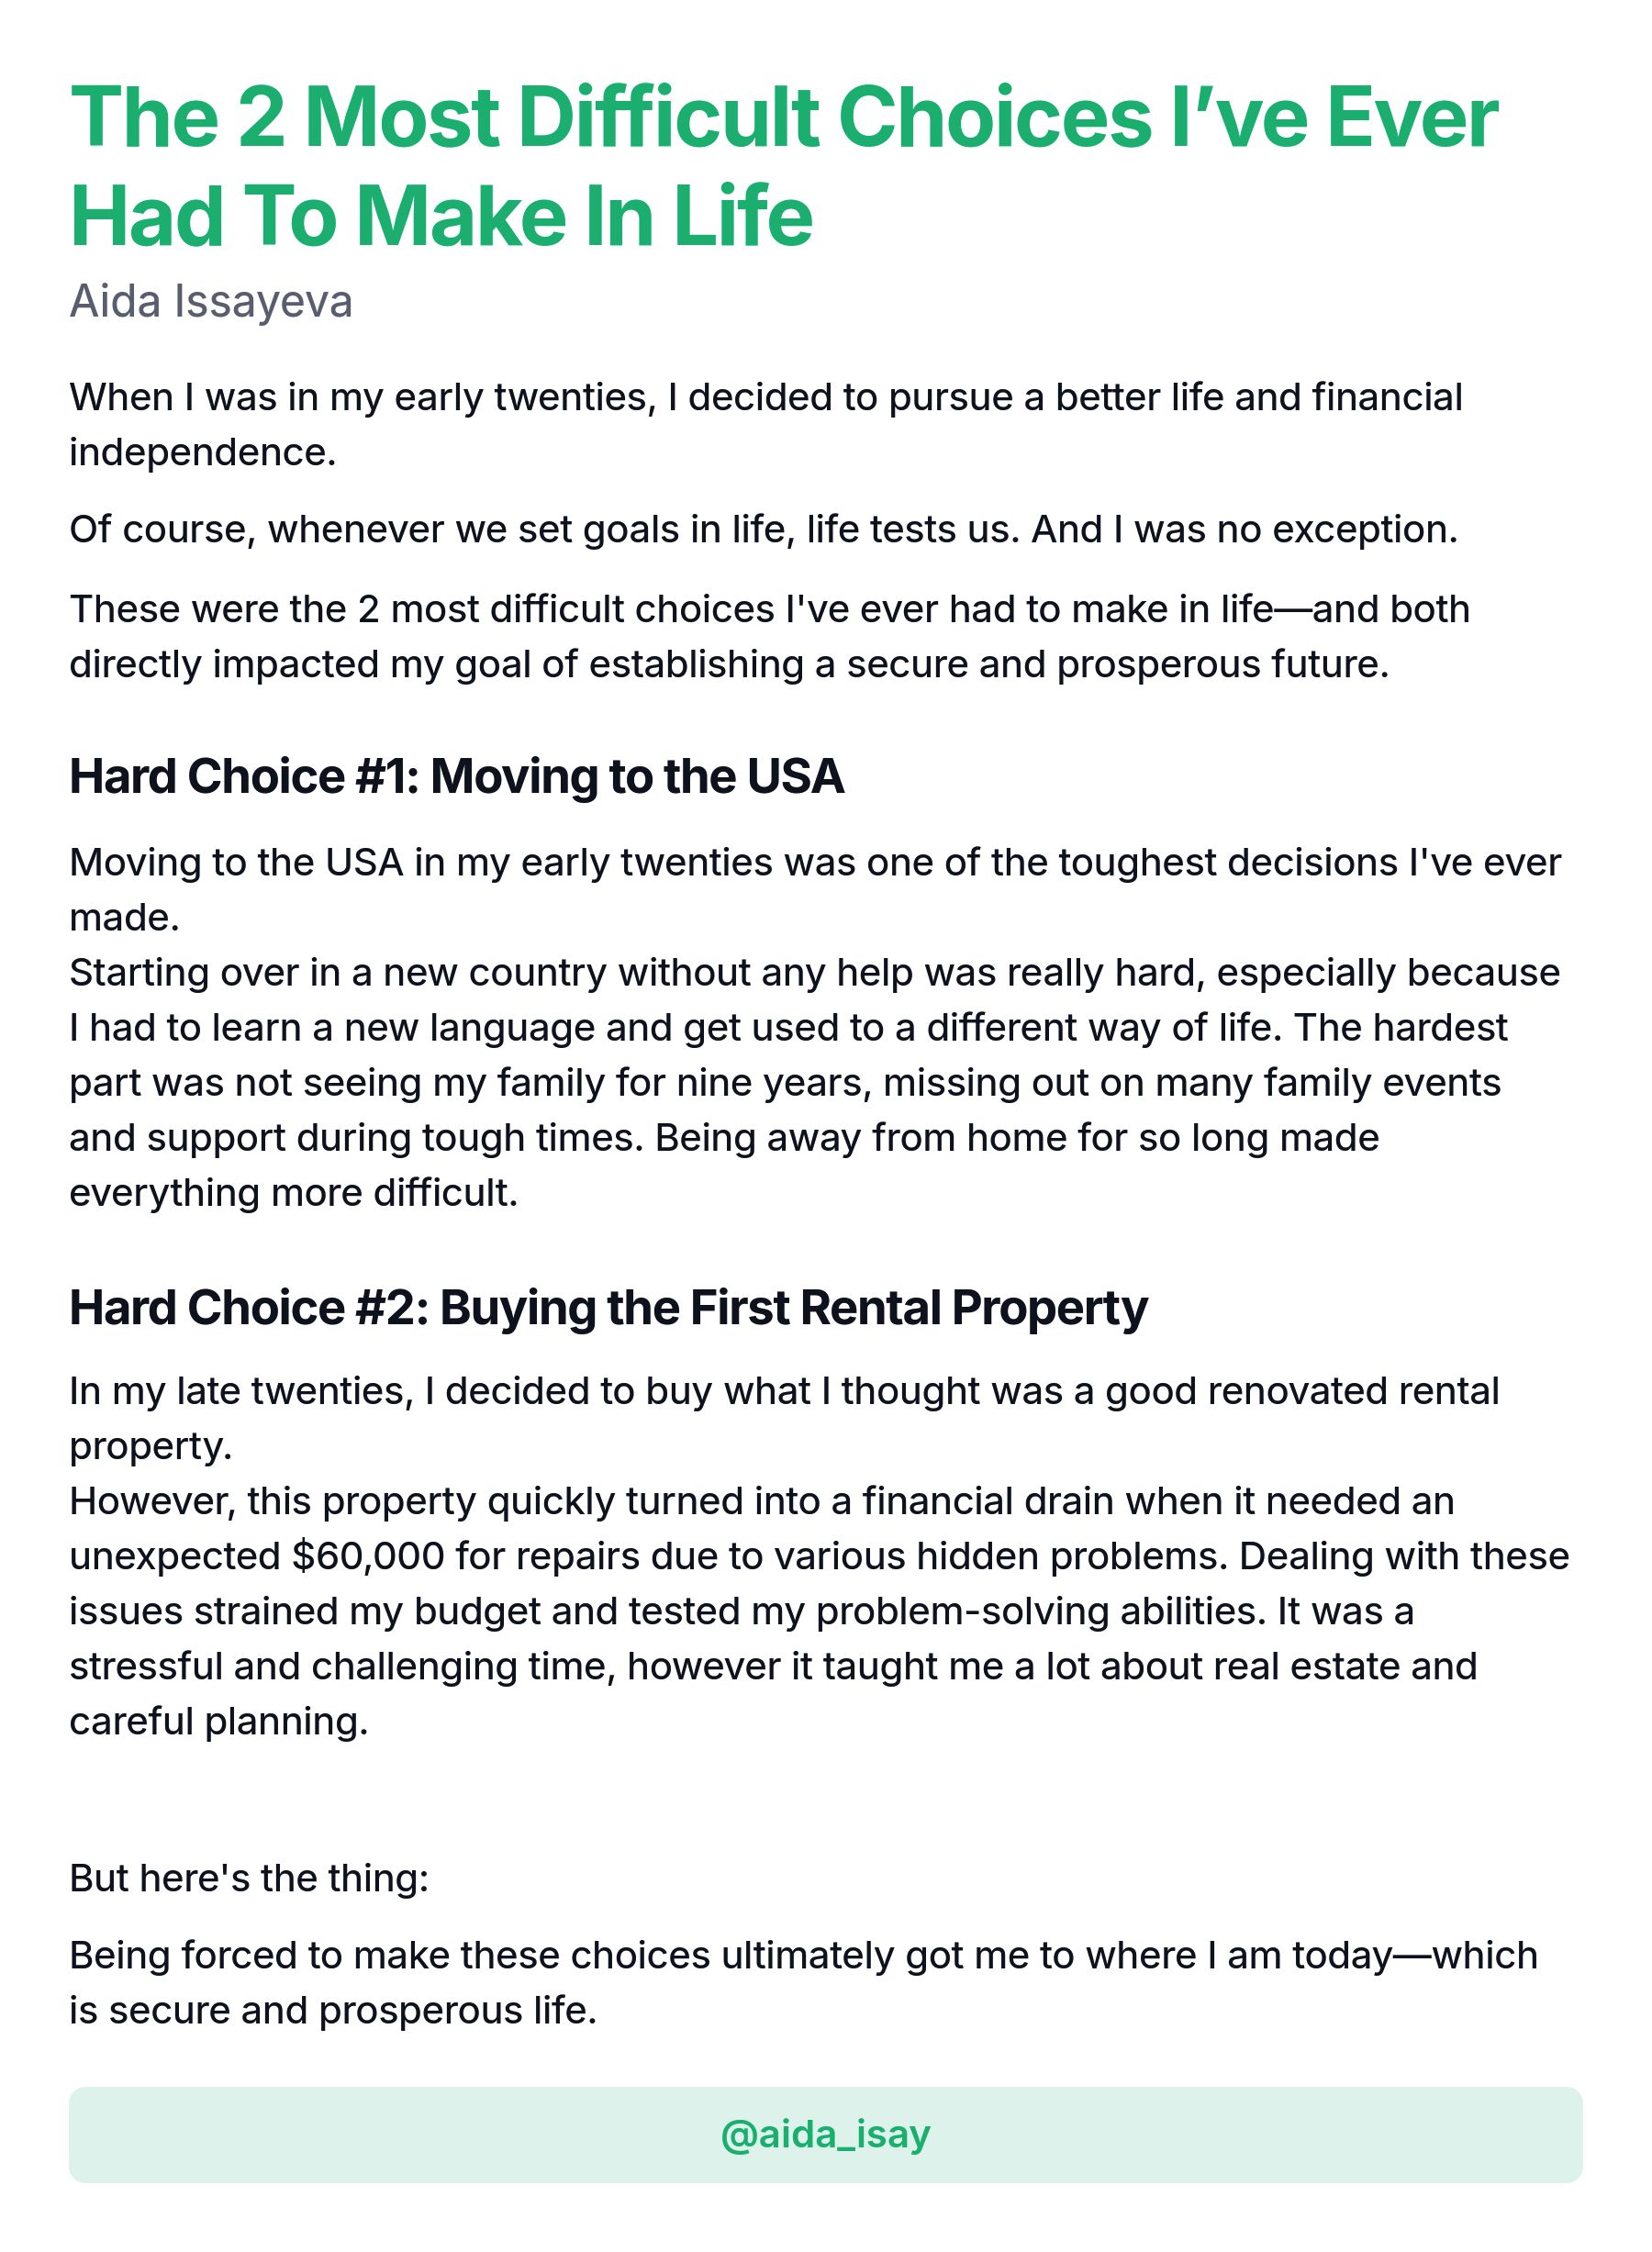 The 2 Most Difficult Choices I’ve Ever
Had To Make In Life
Aida Issayeva
When I was in my early twenties, I decided to pursue a better life and financial
independence.
Of course, whenever we set goals in life, life tests us. And I was no exception.
These were the 2 most difficult choices I've ever had to make in life—and both
directly impacted my goal of establishing a secure and prosperous future.
Hard Choice #1: Moving to the USA
Moving to the USA in my early twenties was one of the toughest decisions I've ever
made.
Starting over in a new country without any help was really hard, especially because
I had to learn a new language and get used to a different way of life. The hardest
part was not seeing my family for nine years, missing out on many family events
and support during tough times. Being away from home for so long made
everything more difficult.
Hard Choice #2: Buying the First Rental Property
In my late twenties, I decided to buy what I thought was a good renovated rental
property.
However, this property quickly turned into a financial drain when it needed an
unexpected $60,000 for repairs due to various hidden problems. Dealing with these
issues strained my budget and tested my problem-solving abilities. It was a
stressful and challenging time, however it taught me a lot about real estate and
careful planning.
But here's the thing:
Being forced to make these choices ultimately got me to where I am today—which
is secure and prosperous life.
@aida_isay